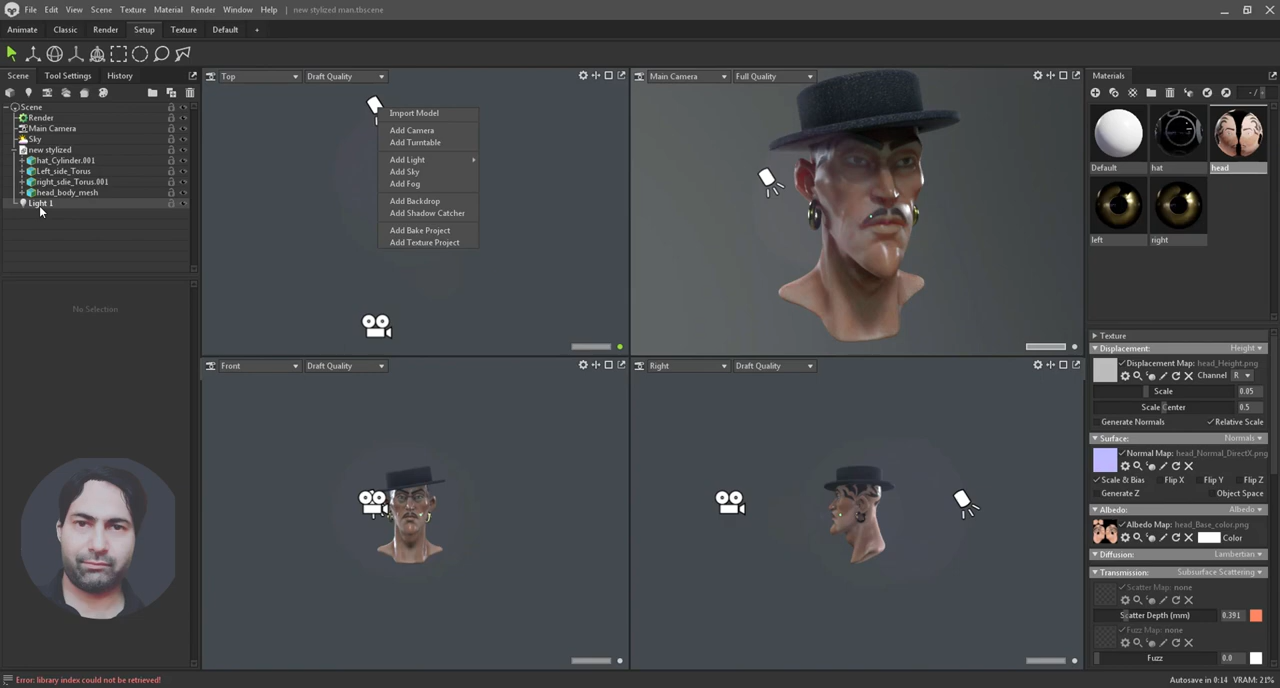 File Edit View Scene Texture Material Render Window Help new stylized man.tbscene
Animate Classic Render Setup Texture Default +
Scene Tool Settings History
Top Draft Quality
Main Camera Full Quality
Materials
- /
Scene
Render
Main Camera
Sky
new stylized
hat_Cylinder.001
Left_side_Torus
right_sdie_Torus.001
head_body_mesh
Light 1
No Selection
Import Model
Add Camera
Add Turntable
Add Light
Add Sky
Add Fog
Add Backdrop
Add Shadow Catcher
Add Bake Project
Add Texture Project
Front Draft Quality
Right Draft Quality
Default hat head
left right
Texture
Displacement: Height
Displacement Map: head_Height.png
Channel R
Scale 0.05
Scale Center 0.5
Generate Normals Relative Scale
Surface: Normals
Normal Map: head_Normal_DirectX.png
Scale & Bias Flip X Flip Y Flip Z
Generate Z Object Space
Albedo: Albedo
Albedo Map: head_Base_color.png
Color
Diffusion: Lambertian
Transmission: Subsurface Scattering
Scatter Map: none
Scatter Depth (mm) 0.391
Fuzz Map: none
Fuzz 0.0
Error: library index could not be retrieved!
Autosave in 0:14 VRAM: 21%